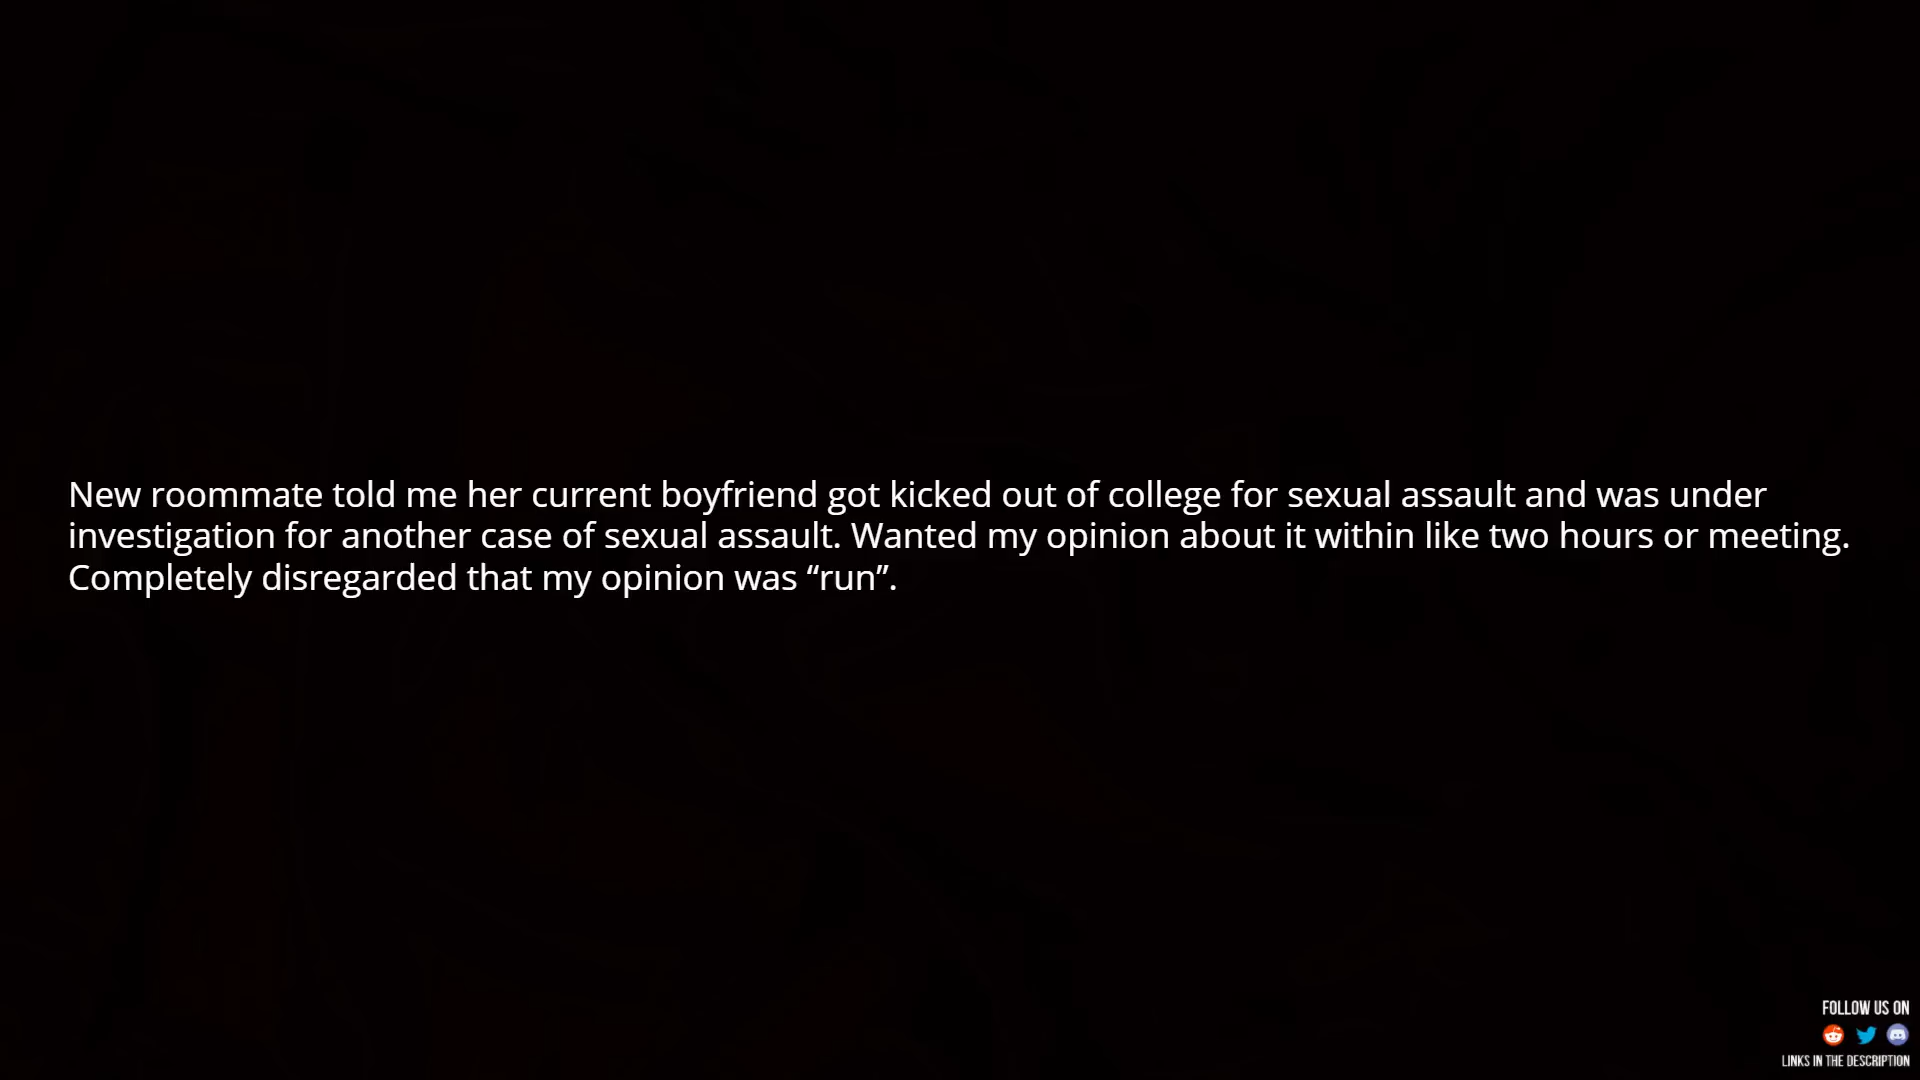 New roommate told me her current boyfriend got kicked out of college for sexual assault and was under
investigation for another case of sexual assault. Wanted my opinion about it within like two hours or meeting.
Completely disregarded that my opinion was “run”.
FOLLOW US ON
LINKS IN THE DESCRIPTION